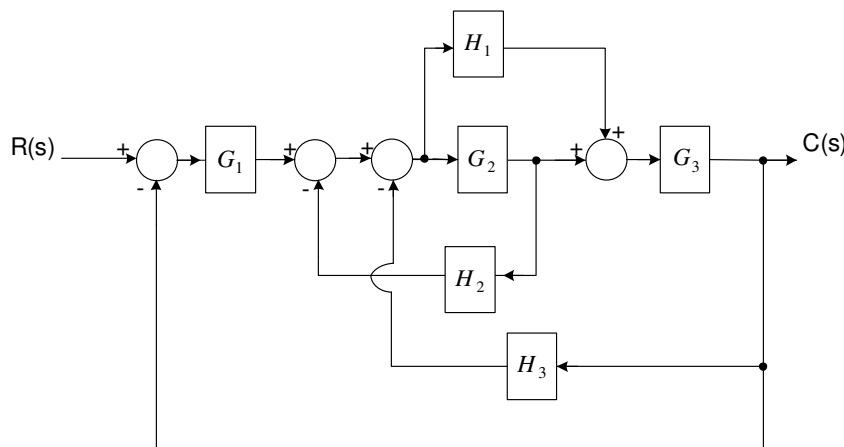 H1
R(s) + - G1 + - + - G2 + + G3 C(s)
H2
H3